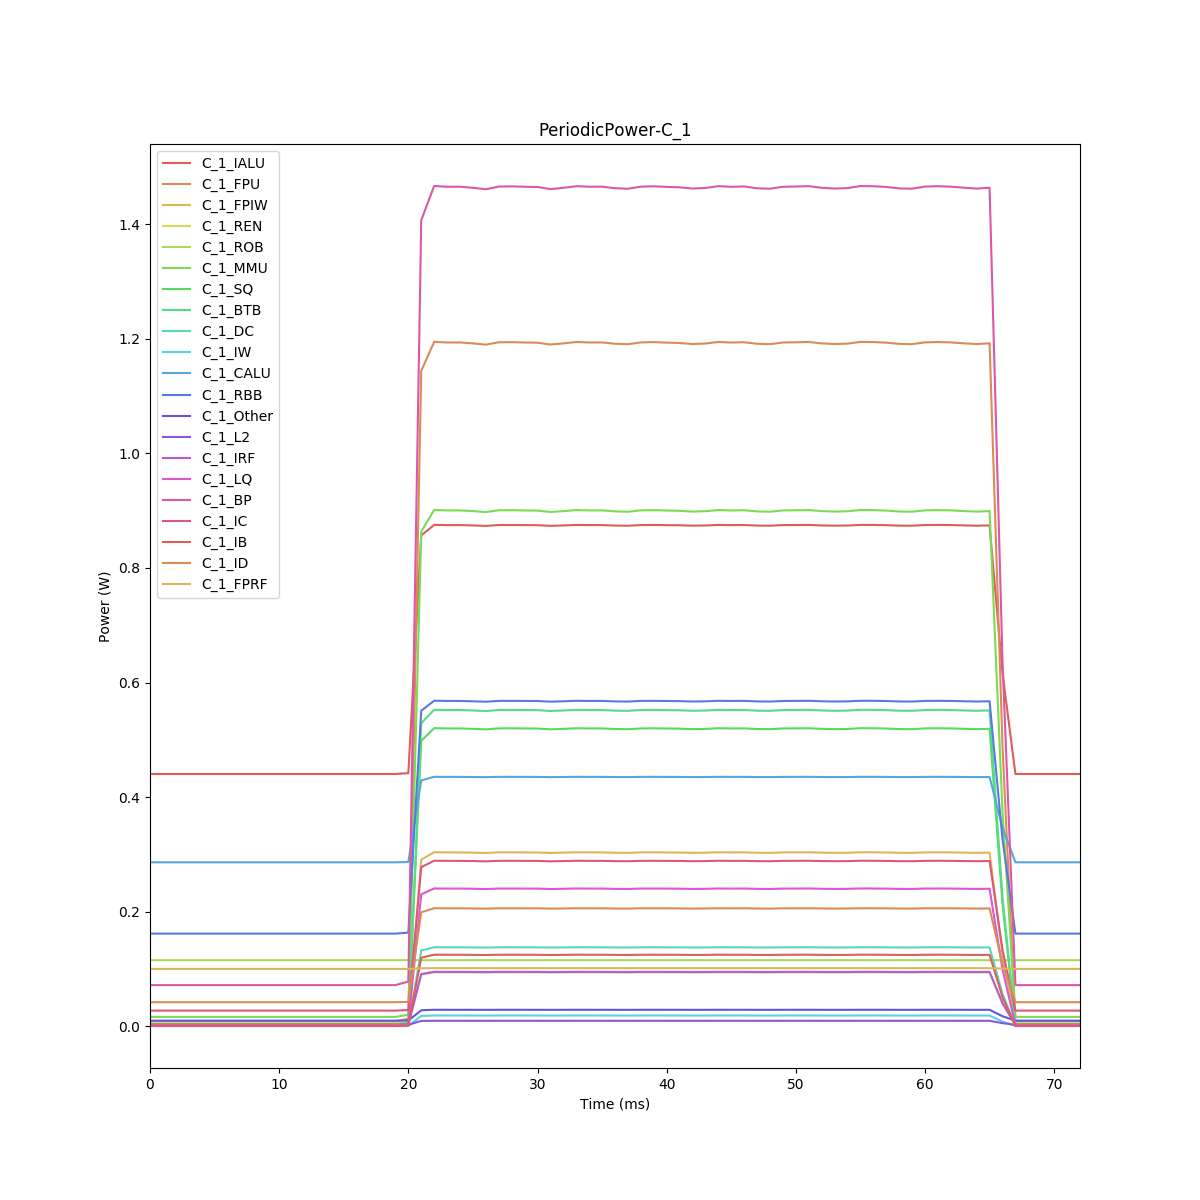 PeriodicPower-C_1
C_1_IALU
C_1_FPU
C_1_FPIW
C_1_REN
C_1_ROB
C_1_MMU
C_1_SQ
C_1_BTB
C_1_DC
C_1_IW
C_1_CALU
C_1_RBB
C_1_Other
C_1_L2
C_1_IRF
C_1_LQ
C_1_BP
C_1_IC
C_1_IB
C_1_ID
C_1_FPRF
1.4
1.2
1.0
0.8
0.6
0.4
0.2
0.0
Power (W)
0 10 20 30 40 50 60 70
Time (ms)